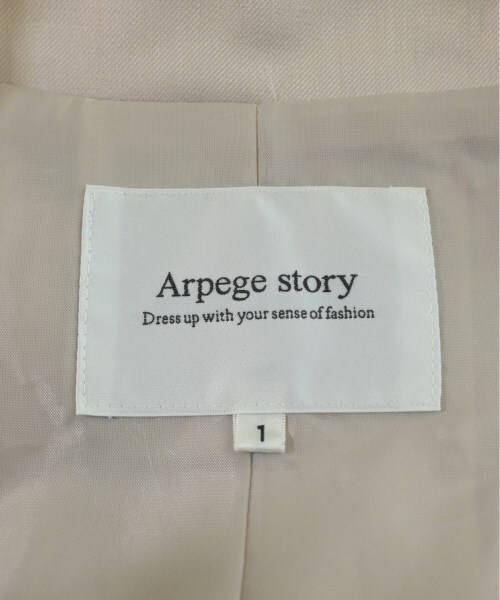 Arpege story
Dress up with your sense of fashion
1